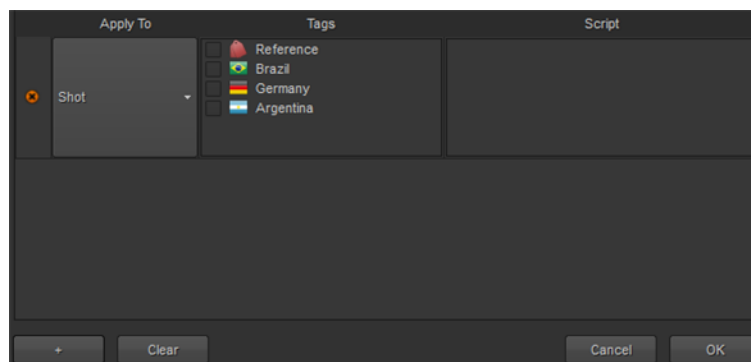 Apply To Tags Script
Reference
Brazil
Shot
Germany
Argentina
+ Clear Cancel OK